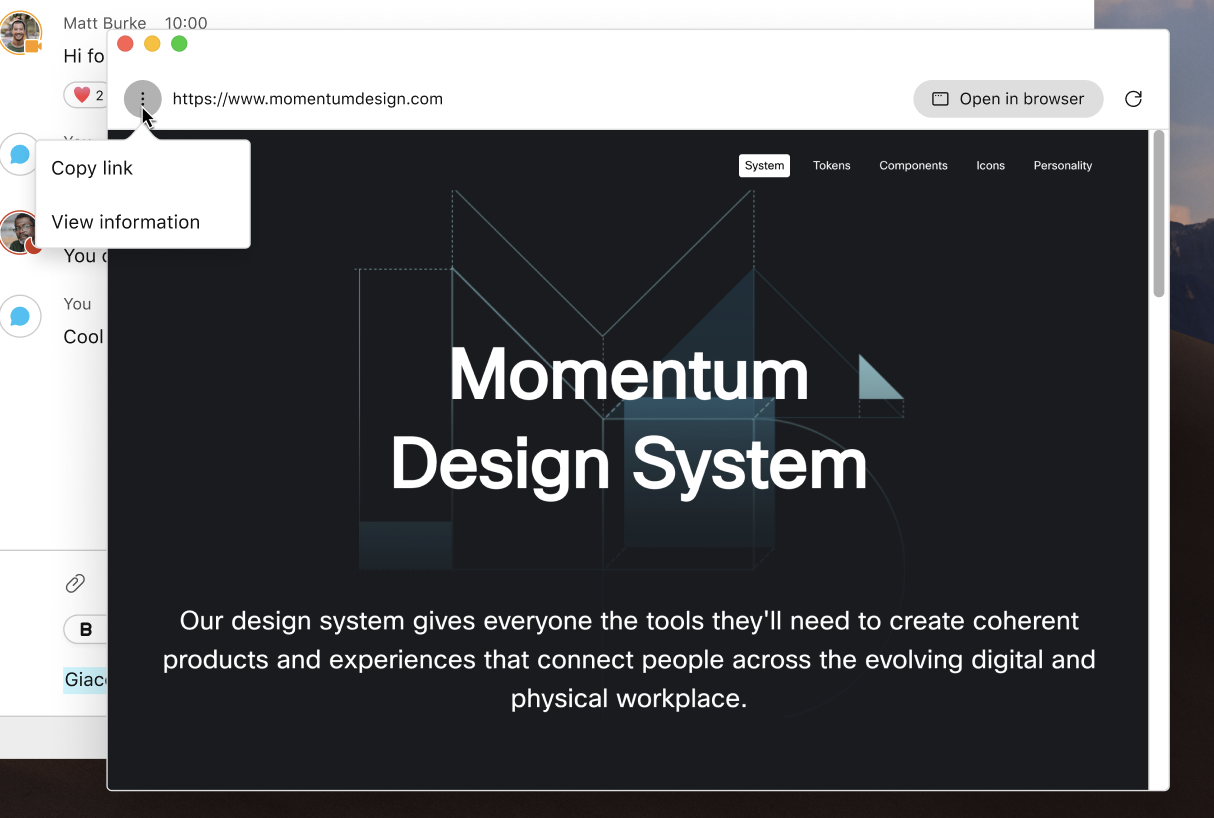 Matt Burke 10:00
Hi fo
2
https://www.momentumdesign.com
Open in browser
Copy link
View information
System Tokens Components Icons Personality
You c
You
Cool
Momentum
Design System
B
Our design system gives everyone the tools they'll need to create coherent
products and experiences that connect people across the evolving digital and
physical workplace.
Giac